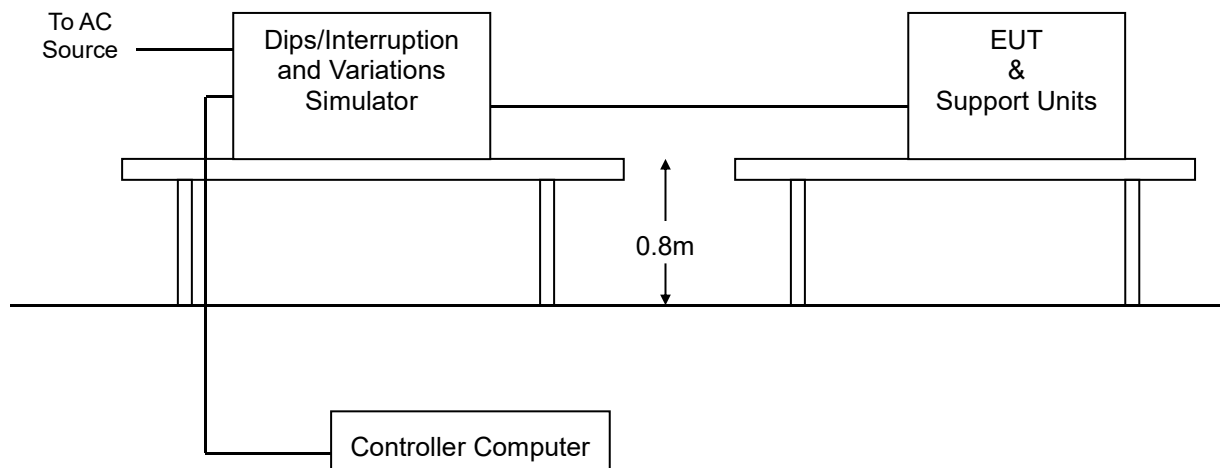 To AC
Source
Dips/Interruption
and Variations
Simulator
EUT
&
Support Units
0.8m
Controller Computer